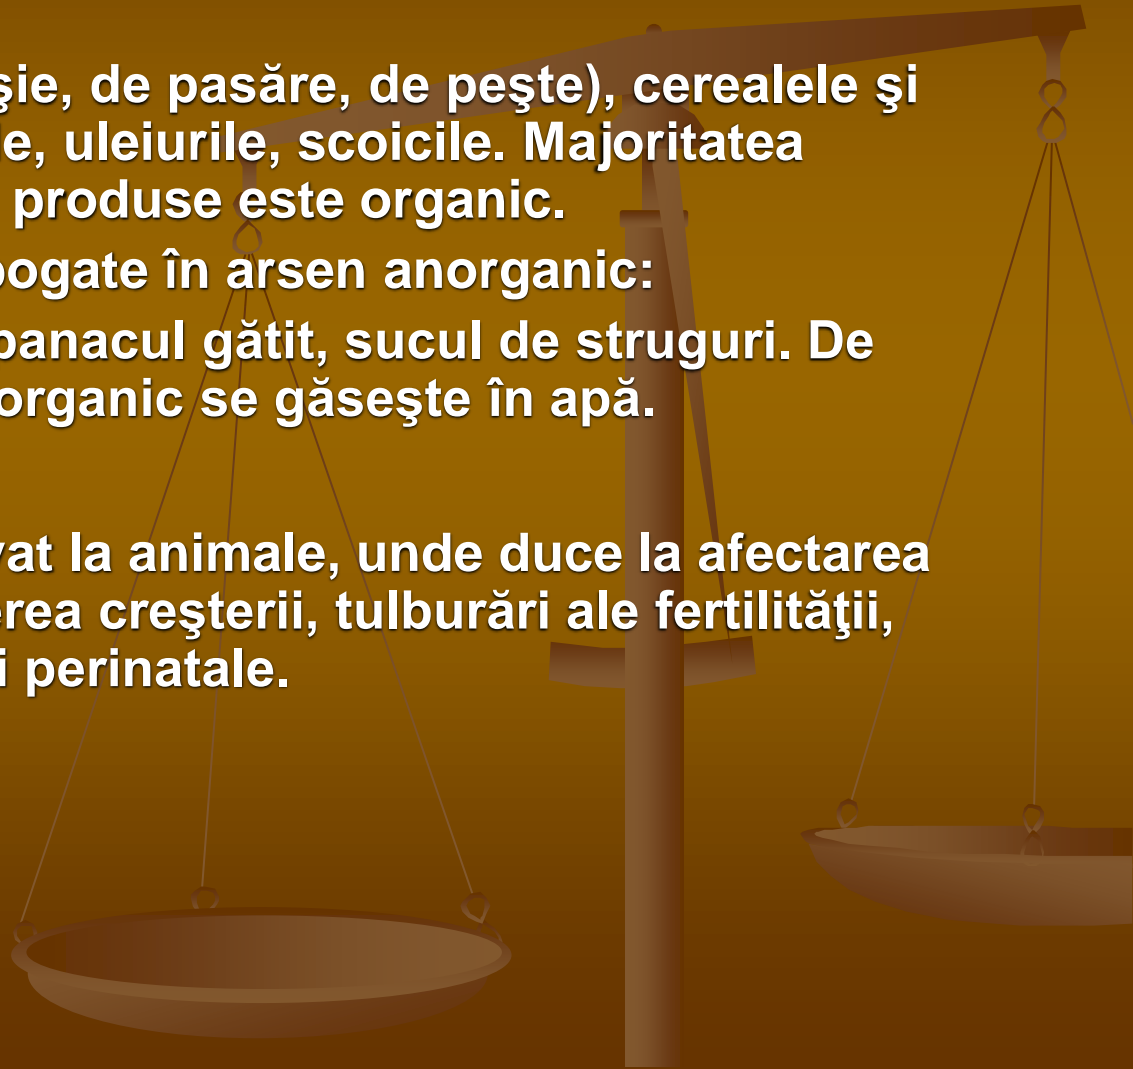 şie, de pasăre, de peşte), cerealele şi
le, uleiurile, scoicile. Majoritatea
produse este organic.
bogate în arsen anorganic:
panacul gătit, sucul de struguri. De
organic se găseşte în apă.
vat la animale, unde duce la afectarea
erea creşterii, tulburări ale fertilităţii,
i perinatale.